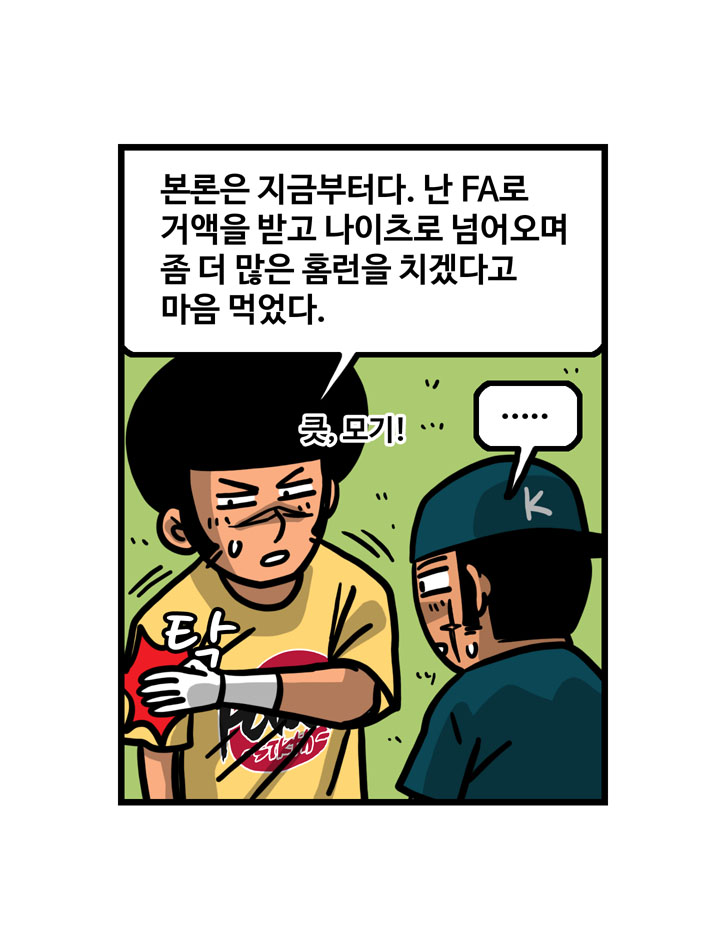 본론은 지금부터다. 난 FA로
거액을 받고 나이츠로 넘어오며
좀 더 많은 홈런을 치겠다고
마음 먹었다.
·····
큿, 모기!
K
탁